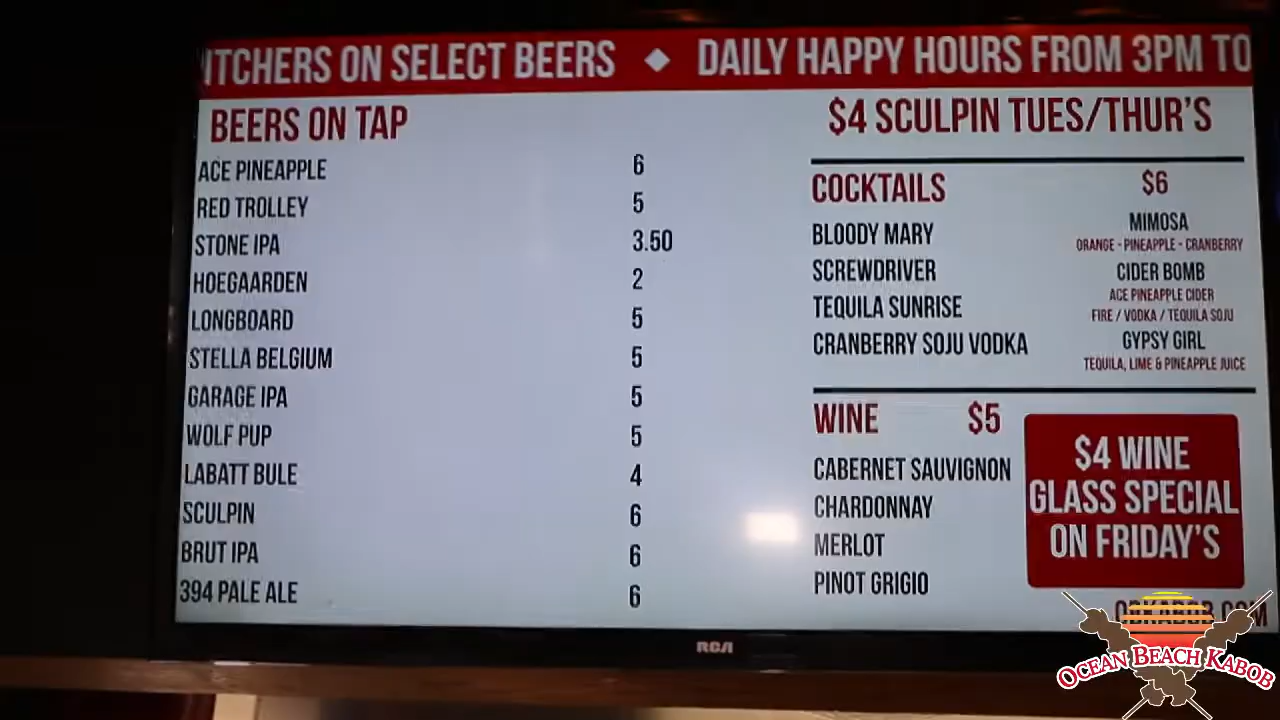 ITCHERS ON SELECT BEERS ◆ DAILY HAPPY HOURS FROM 3PM TO
BEERS ON TAP
ACE PINEAPPLE 6
RED TROLLEY 5
STONE IPA 3.50
HOEGAARDEN 2
LONGBOARD 5
STELLA BELGIUM 5
GARAGE IPA 5
WOLF PUP 5
LABATT BULE 4
SCULPIN 6
BRUT IPA 6
394 PALE ALE 6
$4 SCULPIN TUES/THUR'S
COCKTAILS $6
BLOODY MARY
SCREWDRIVER
TEQUILA SUNRISE
CRANBERRY SOJU VODKA
MIMOSA
ORANGE - PINEAPPLE - CRANBERRY
CIDER BOMB
ACE PINEAPPLE CIDER
FIRE / VODKA / TEQUILA SOJU
GYPSY GIRL
TEQUILA, LIME & PINEAPPLE JUICE
WINE $5
CABERNET SAUVIGNON
CHARDONNAY
MERLOT
PINOT GRIGIO
$4 WINE
GLASS SPECIAL
ON FRIDAY'S
OBKABOB.COM
RCA
OCEAN BEACH KABOB